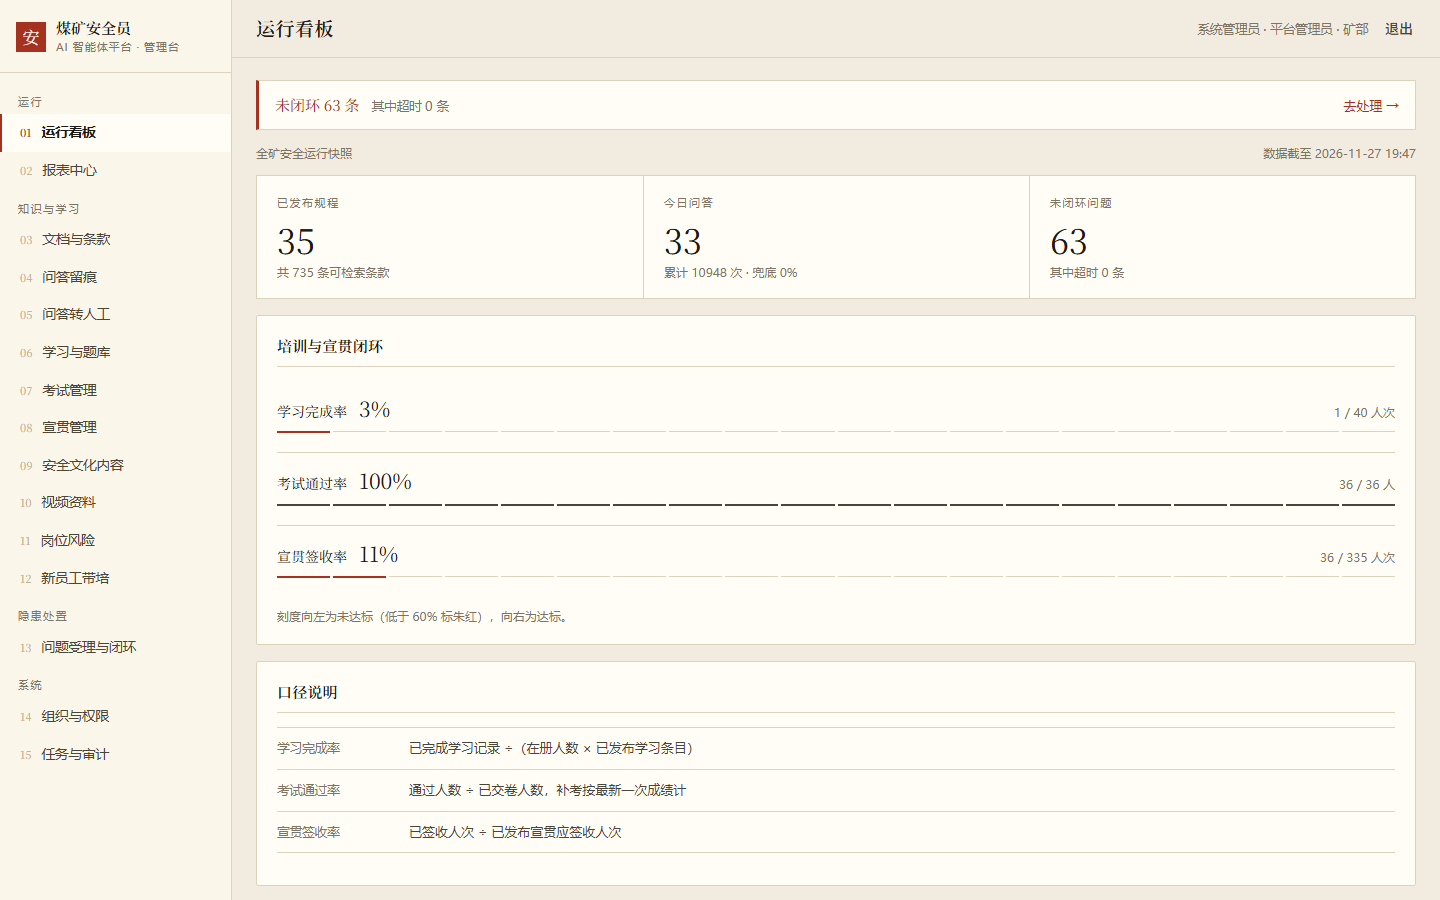 安
煤矿安全员
AI 智能体平台 · 管理台
运行
01 运行看板
02 报表中心
知识与学习
03 文档与条款
04 问答留痕
05 问答转人工
06 学习与题库
07 考试管理
08 宣贯管理
09 安全文化内容
10 视频资料
11 岗位风险
12 新员工带培
隐患处置
13 问题受理与闭环
系统
14 组织与权限
15 任务与审计
运行看板
系统管理员 · 平台管理员 · 矿部 退出
未闭环 63 条 其中超时 0 条 去处理 →
全矿安全运行快照 数据截至 2026-11-27 19:47
已发布规程
35
共 735 条可检索条款
今日问答
33
累计 10948 次 · 兜底 0%
未闭环问题
63
其中超时 0 条
培训与宣贯闭环
学习完成率 3% 1 / 40 人次
考试通过率 100% 36 / 36 人
宣贯签收率 11% 36 / 335 人次
刻度向左为未达标（低于 60% 标朱红），向右为达标。
口径说明
学习完成率 已完成学习记录 ÷（在册人数 × 已发布学习条目）
考试通过率 通过人数 ÷ 已交卷人数，补考按最新一次成绩计
宣贯签收率 已签收人次 ÷ 已发布宣贯应签收人次